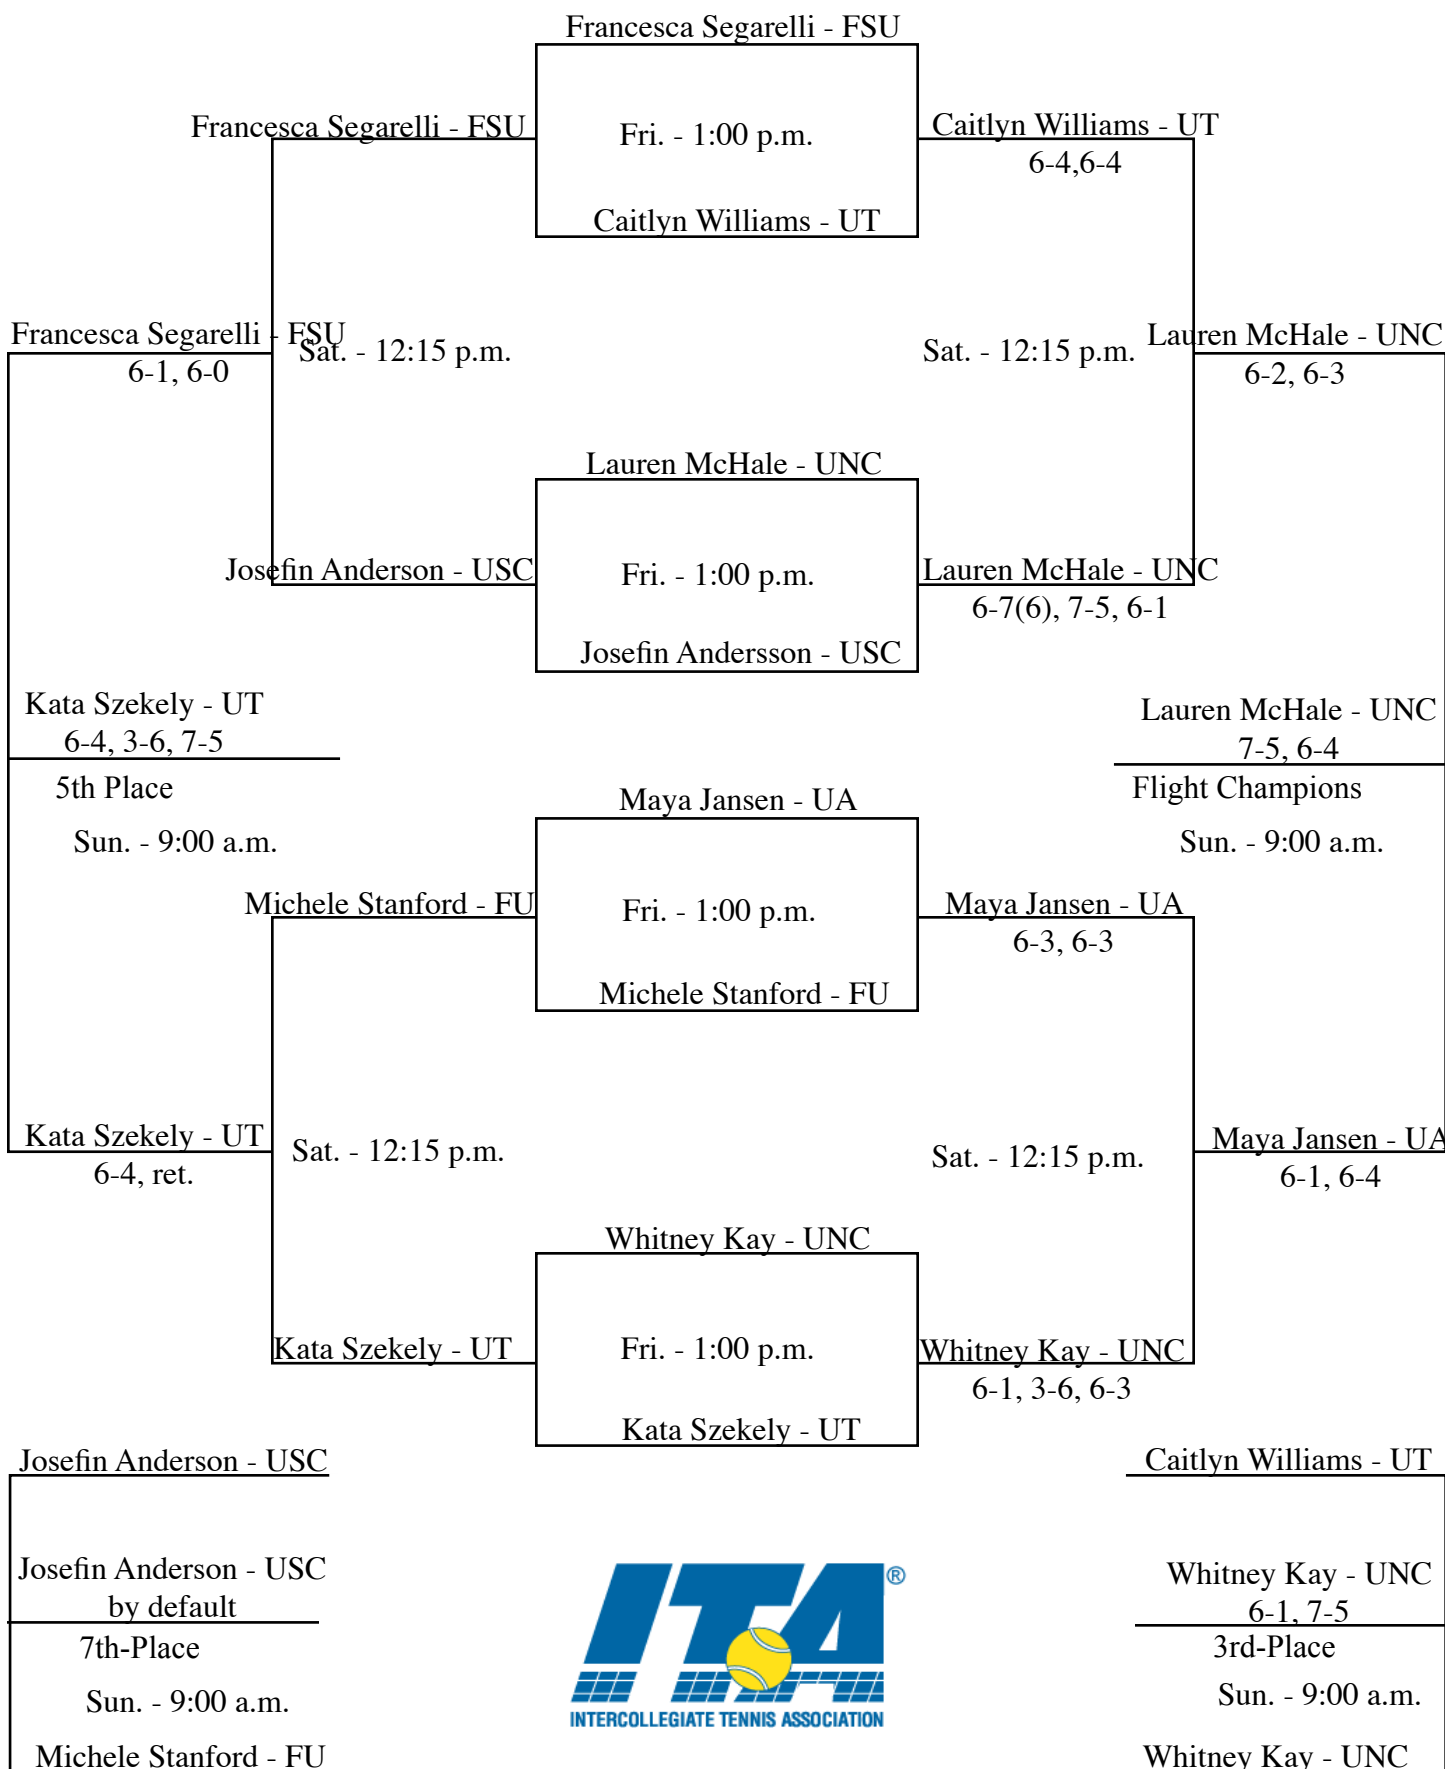 Francesca Segarelli - FSU
Francesca Segarelli - FSU
Fri. - 1:00 p.m.
Caitlyn Williams - UT
6-4,6-4
Caitlyn Williams - UT
Francesca Segarelli - FSU
6-1, 6-0
Sat. - 12:15 p.m.
Sat. - 12:15 p.m.
Lauren McHale - UNC
6-2, 6-3
Lauren McHale - UNC
Josefin Anderson - USC
Fri. - 1:00 p.m.
Lauren McHale - UNC
6-7(6), 7-5, 6-1
Josefin Andersson - USC
Kata Szekely - UT
6-4, 3-6, 7-5
5th Place
Sun. - 9:00 a.m.
Lauren McHale - UNC
7-5, 6-4
Flight Champions
Sun. - 9:00 a.m.
Maya Jansen - UA
Michele Stanford - FU
Fri. - 1:00 p.m.
Maya Jansen - UA
6-3, 6-3
Michele Stanford - FU
Kata Szekely - UT
6-4, ret.
Sat. - 12:15 p.m.
Sat. - 12:15 p.m.
Maya Jansen - UA
6-1, 6-4
Whitney Kay - UNC
Kata Szekely - UT
Fri. - 1:00 p.m.
Whitney Kay - UNC
6-1, 3-6, 6-3
Kata Szekely - UT
Josefin Anderson - USC
Josefin Anderson - USC
by default
7th-Place
Sun. - 9:00 a.m.
Michele Stanford - FU
ITA®
INTERCOLLEGIATE TENNIS ASSOCIATION
Caitlyn Williams - UT
Whitney Kay - UNC
6-1, 7-5
3rd-Place
Sun. - 9:00 a.m.
Whitney Kay - UNC